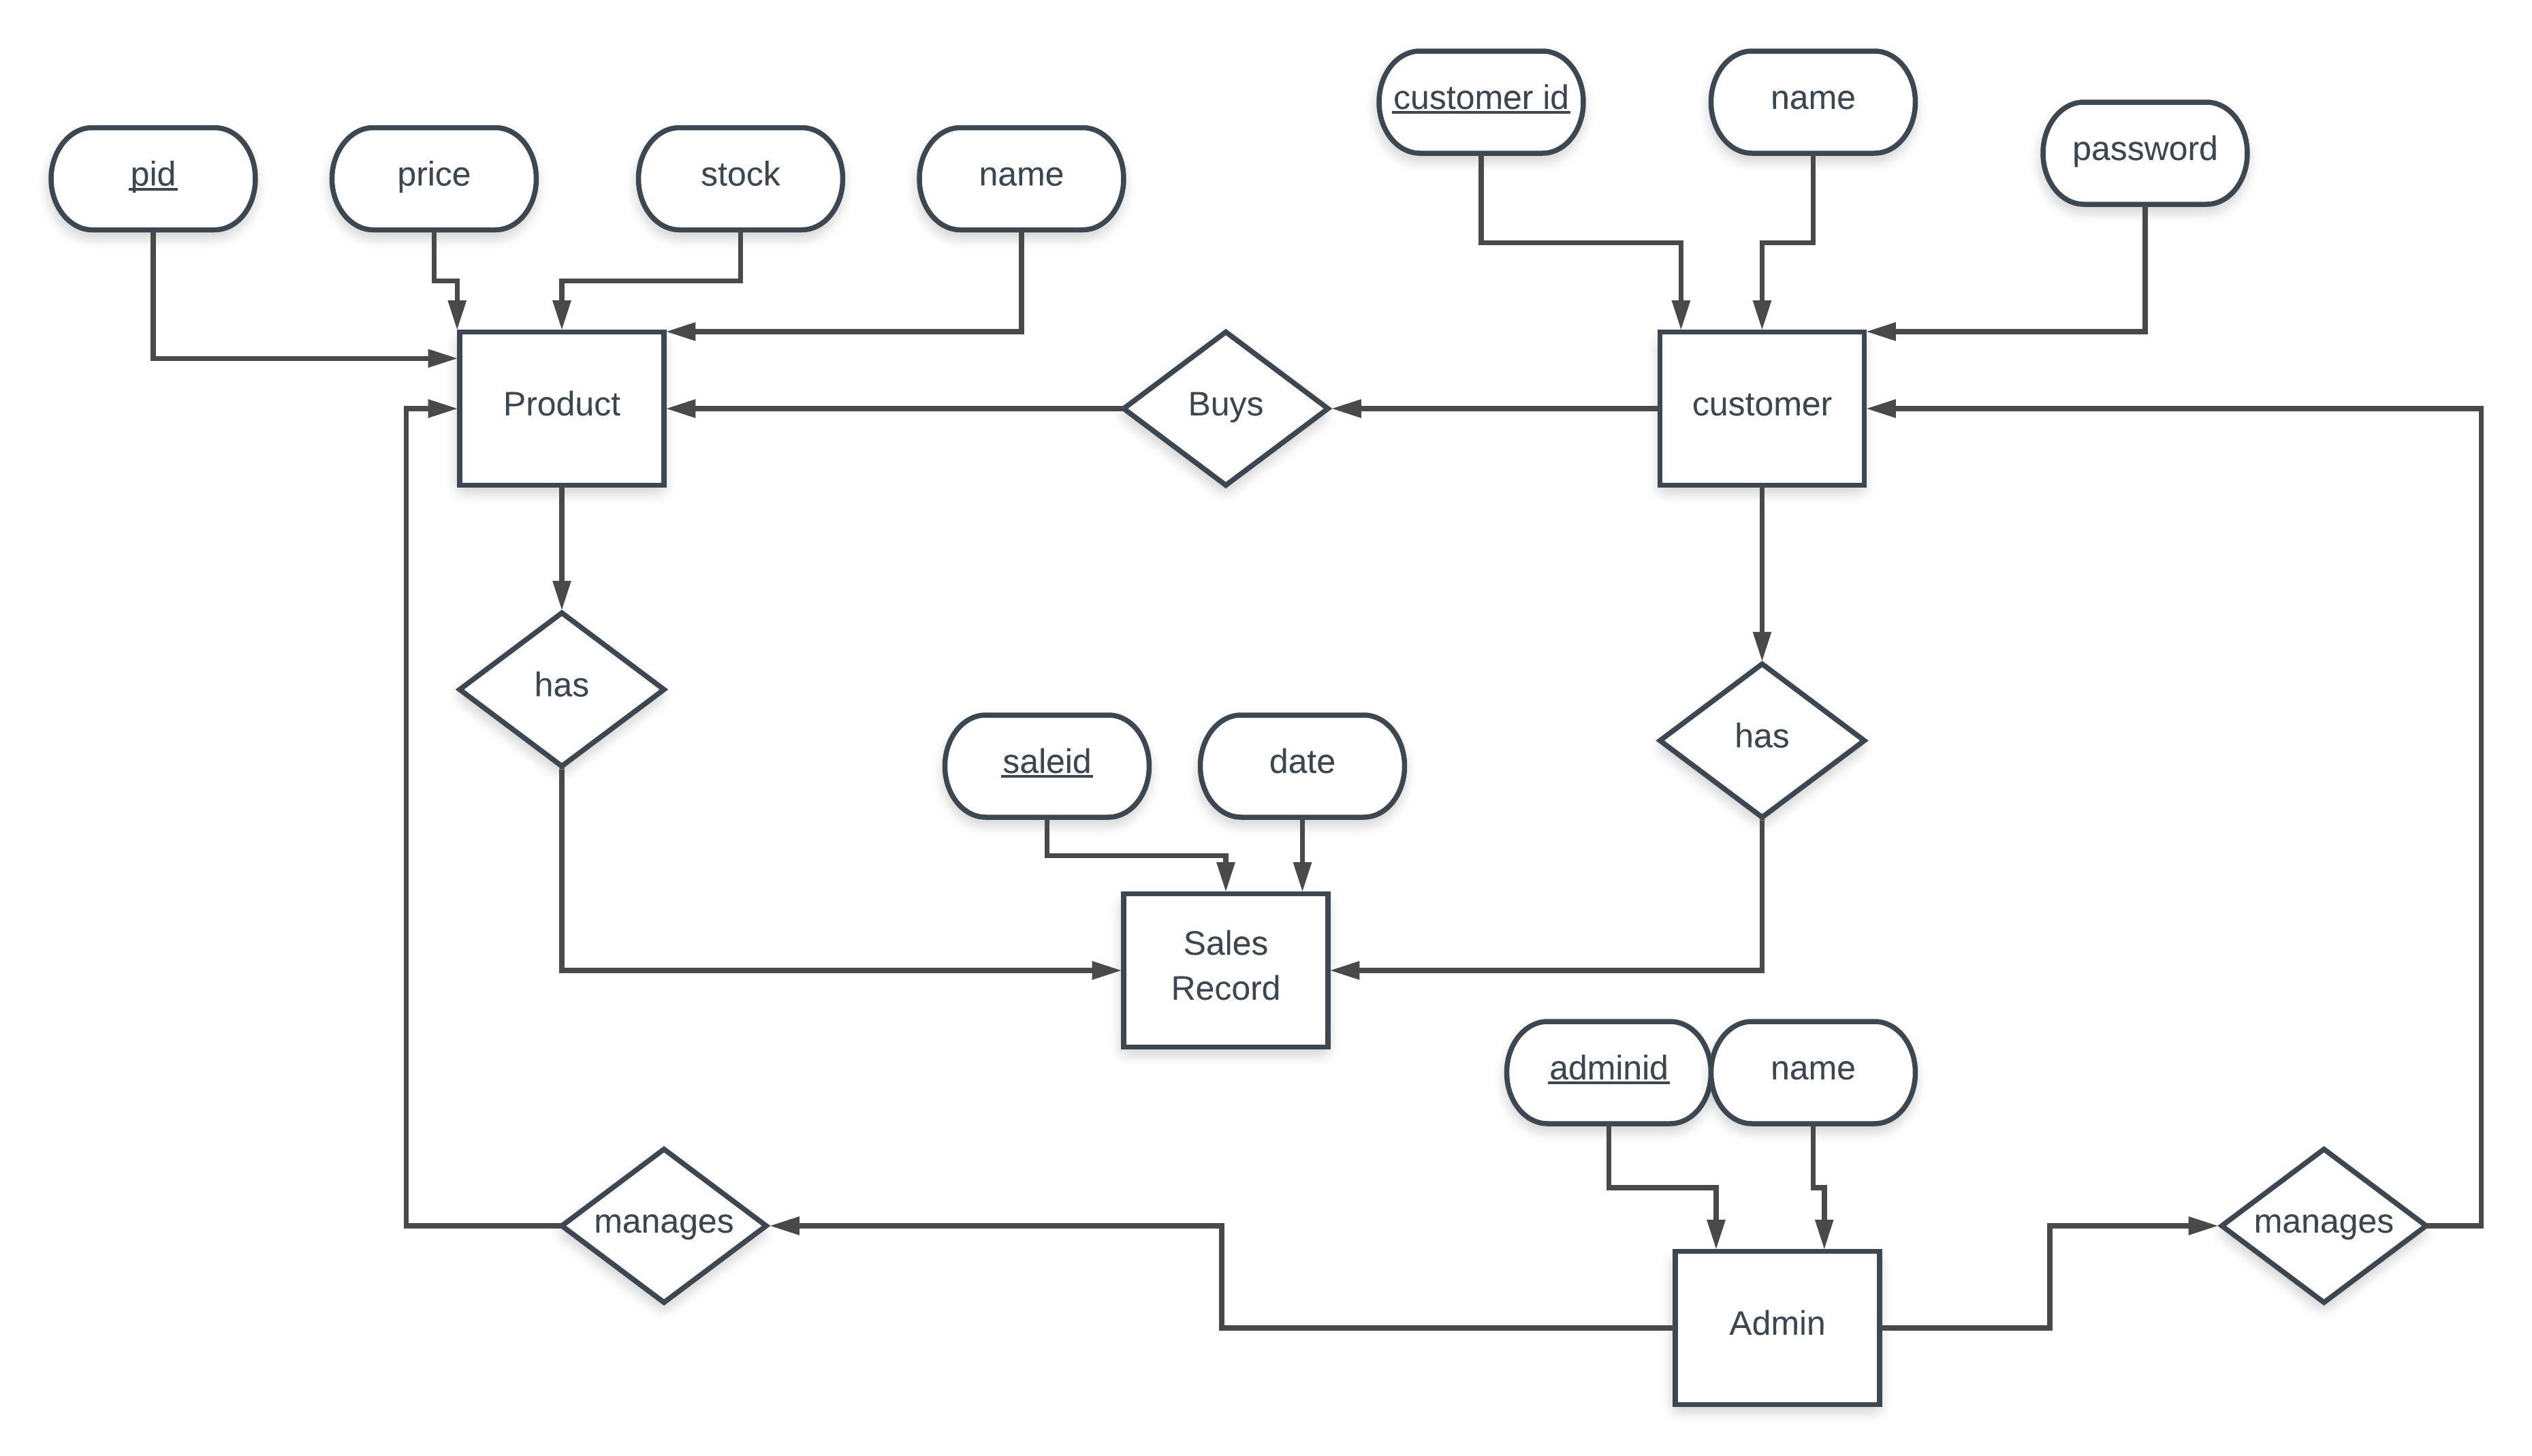 customer id
name
password
pid
price
stock
name
Product
Buys
customer
has
has
saleid
date
Sales
Record
adminid
name
manages
manages
Admin